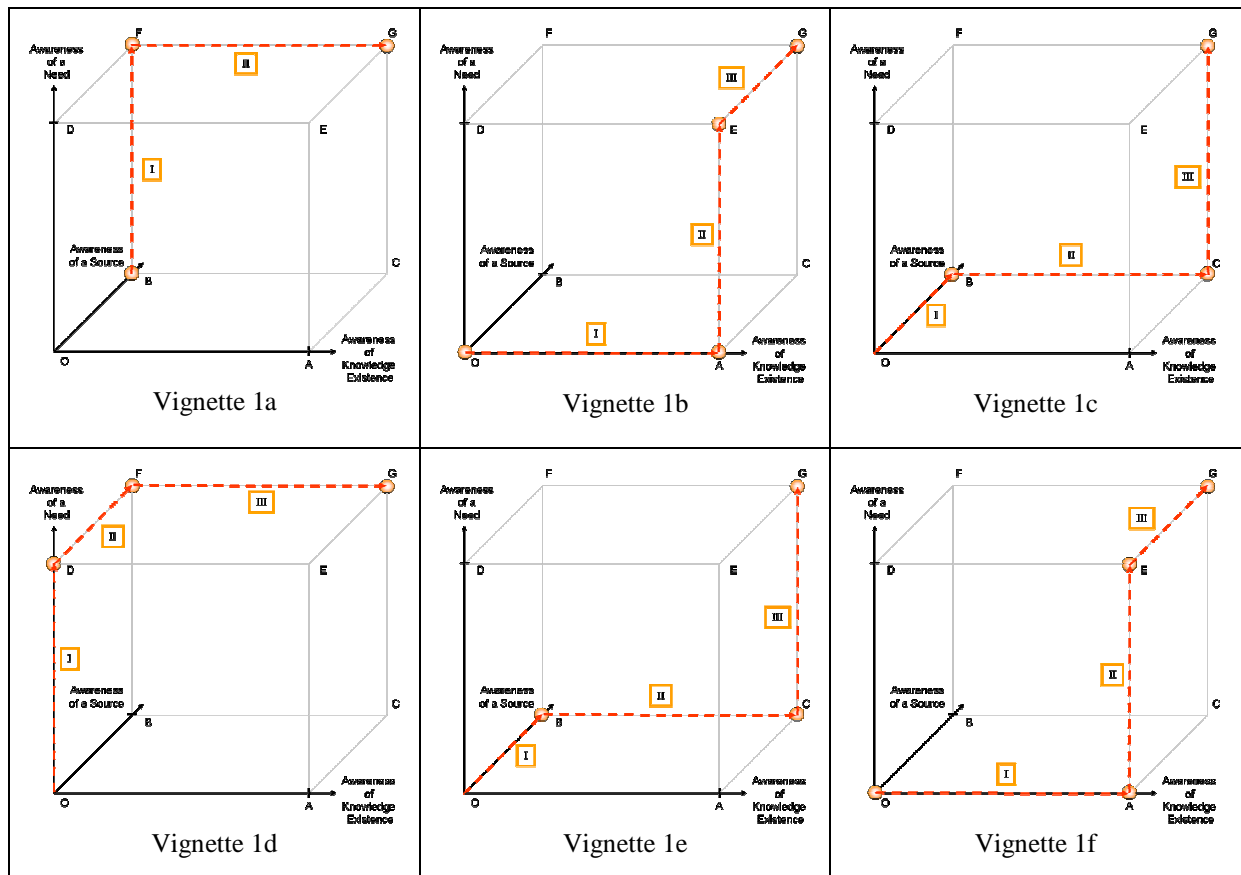 F
G
Awareness
of a
Need
II
D
E
I
Awareness
of a Source
B
C
O
A
Awareness
of
Knowledge
Existence
Vignette 1a
F
G
Awareness
of a
Need
III
D
E
II
Awareness
of a Source
B
C
I
O
A
Awareness
of
Knowledge
Existence
Vignette 1b
F
G
Awareness
of a
Need
D
E
III
Awareness
of a Source
B
II
C
I
O
A
Awareness
of
Knowledge
Existence
Vignette 1c
F
G
Awareness
of a
Need
III
II
D
E
I
Awareness
of a Source
B
C
O
A
Awareness
of
Knowledge
Existence
Vignette 1d
F
G
Awareness
of a
Need
D
E
III
Awareness
of a Source
B
II
C
I
O
A
Awareness
of
Knowledge
Existence
Vignette 1e
F
G
Awareness
of a
Need
III
D
E
II
Awareness
of a Source
B
C
I
O
A
Awareness
of
Knowledge
Existence
Vignette 1f